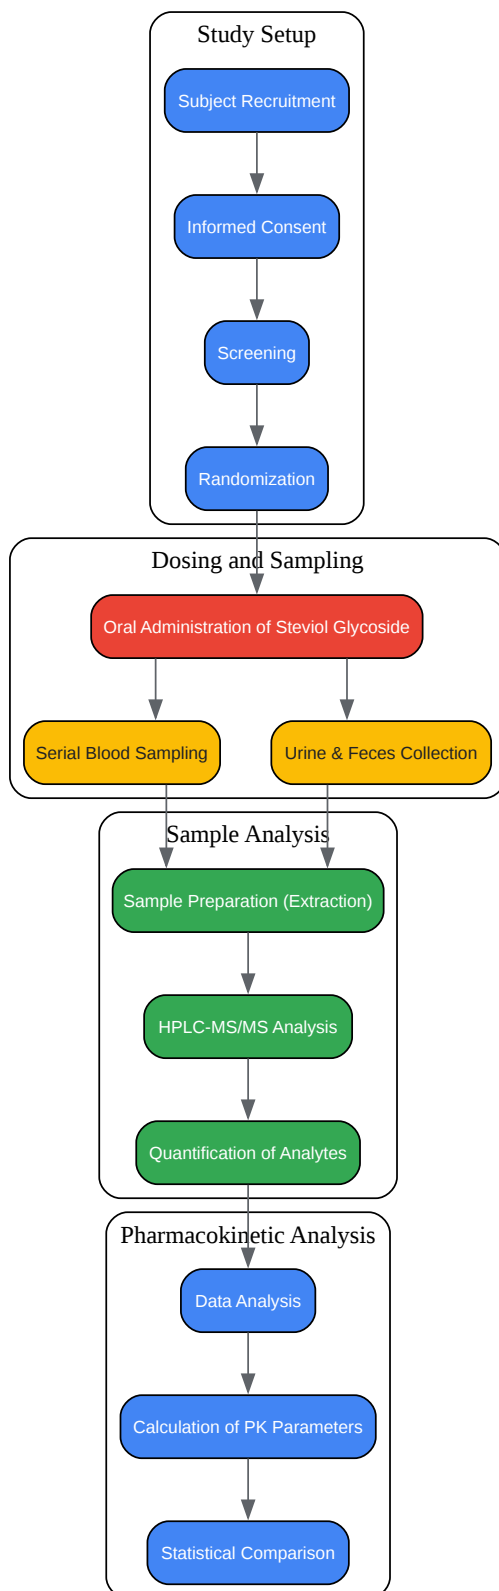 Study Setup
Subject Recruitment
Informed Consent
Screening
Randomization
Dosing and Sampling
Oral Administration of Steviol Glycoside
Serial Blood Sampling
Urine & Feces Collection
Sample Analysis
Sample Preparation (Extraction)
HPLC-MS/MS Analysis
Quantification of Analytes
Pharmacokinetic Analysis
Data Analysis
Calculation of PK Parameters
Statistical Comparison